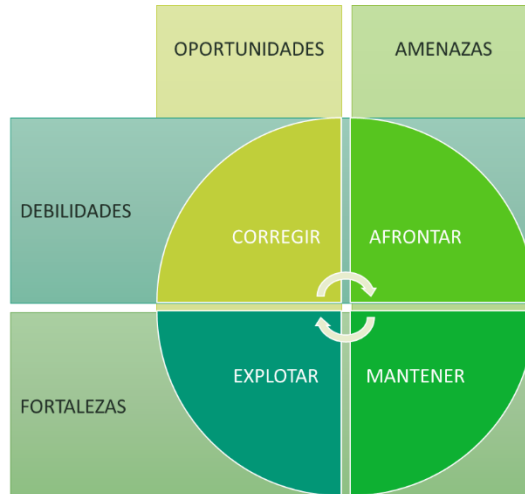 OPORTUNIDADES
AMENAZAS
DEBILIDADES
CORREGIR
AFRONTAR
EXPLOTAR
MANTENER
FORTALEZAS